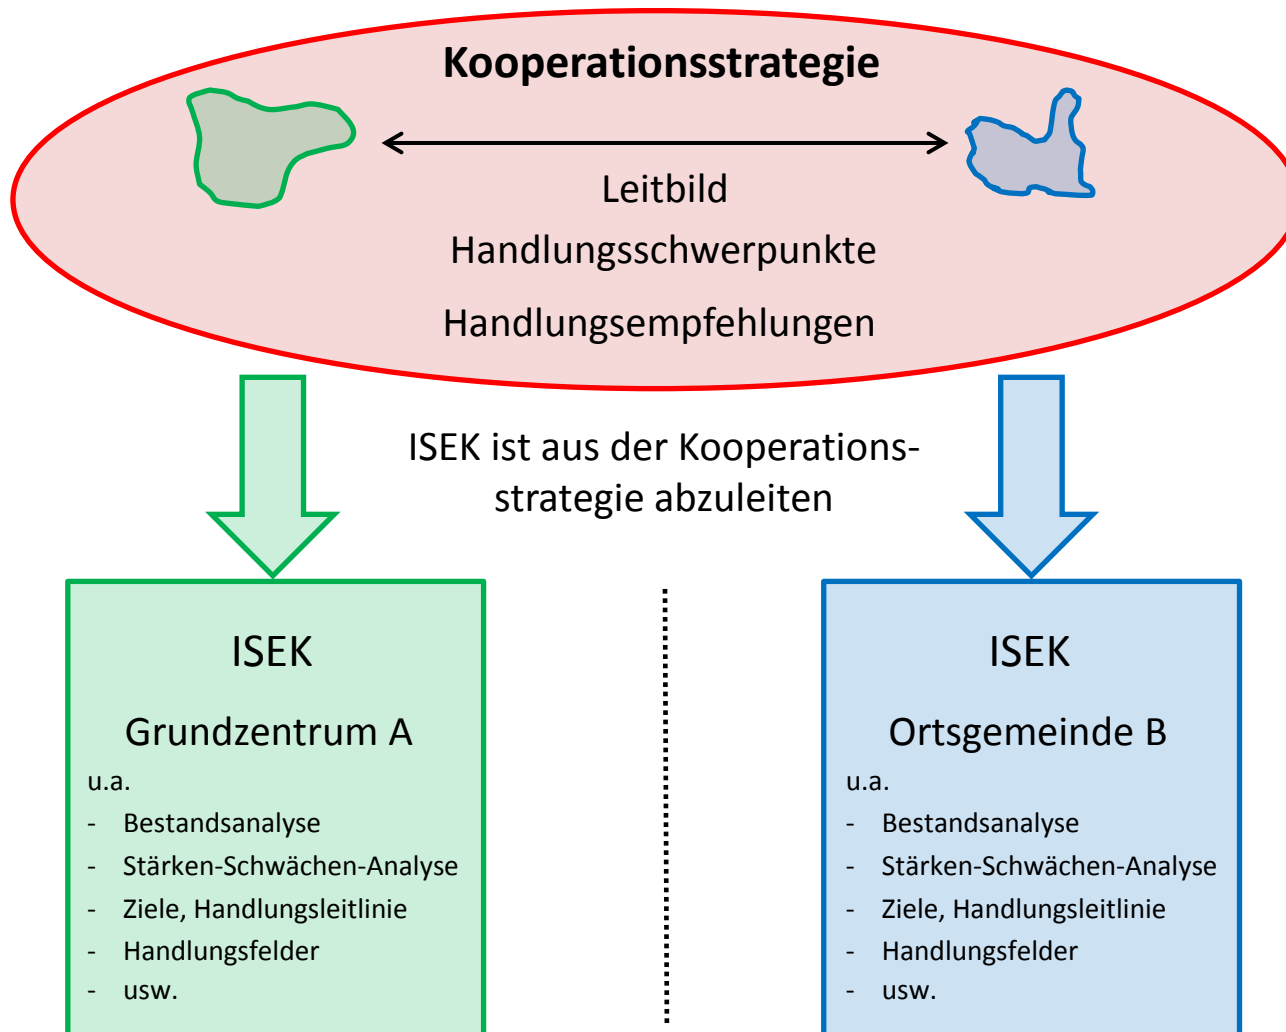 Kooperationsstrategie
Leitbild
Handlungsschwerpunkte
Handlungsempfehlungen
ISEK ist aus der Kooperations-
strategie abzuleiten
ISEK
Grundzentrum A
u.a.
- Bestandsanalyse
- Stärken-Schwächen-Analyse
- Ziele, Handlungsleitlinie
- Handlungsfelder
- usw.
ISEK
Ortsgemeinde B
u.a.
- Bestandsanalyse
- Stärken-Schwächen-Analyse
- Ziele, Handlungsleitlinie
- Handlungsfelder
- usw.